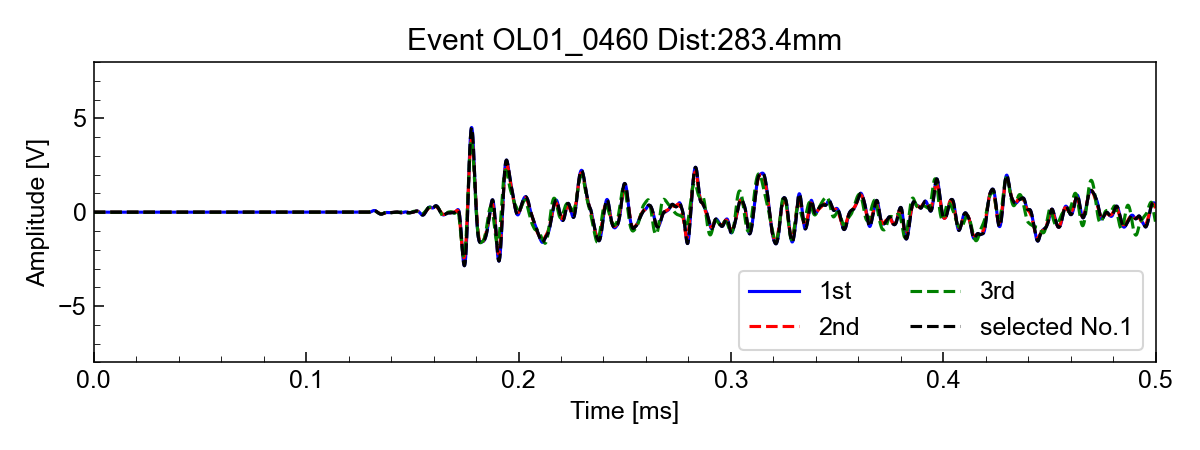 Event OL01_0460 Dist:283.4mm
Amplitude [V]
5
0
−5
1st
2nd
3rd
selected No.1
0.0 0.1 0.2 0.3 0.4 0.5
Time [ms]